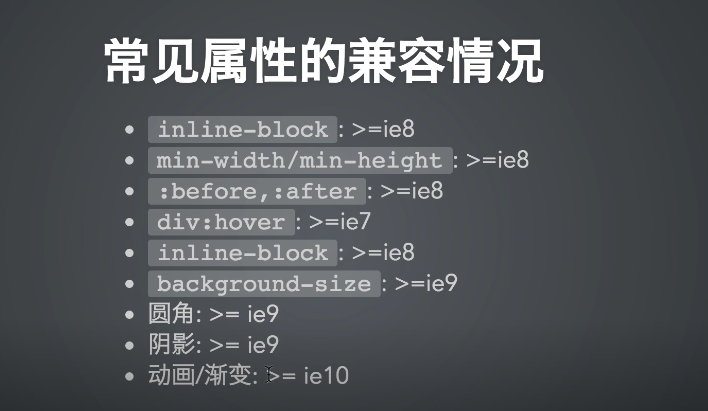 常见属性的兼容情况
inline-block: >=ie8
min-width/min-height: >=ie8
:before,:after: >=ie8
div:hover: >=ie7
inline-block: >=ie8
background-size: >=ie9
圆角: >= ie9
阴影: >= ie9
动画/渐变: >= ie10